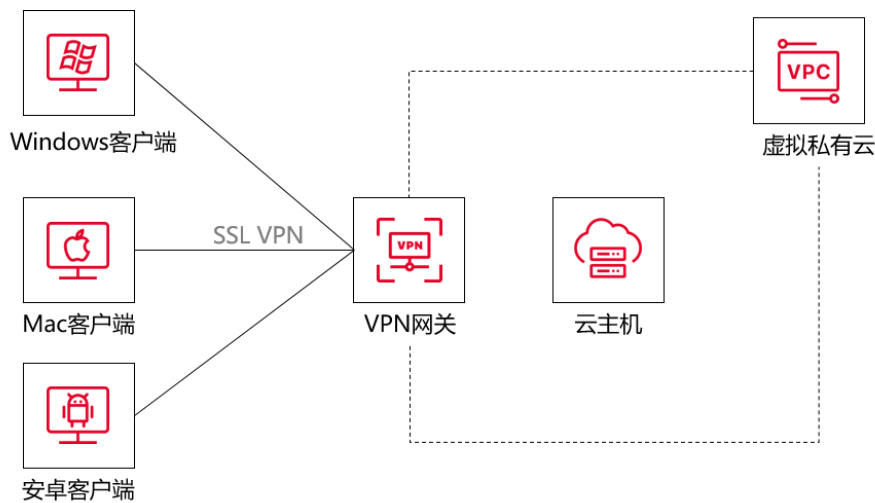 VPC
Windows客户端
虚拟私有云
SSL VPN
VPN
Mac客户端
VPN网关
云主机
安卓客户端